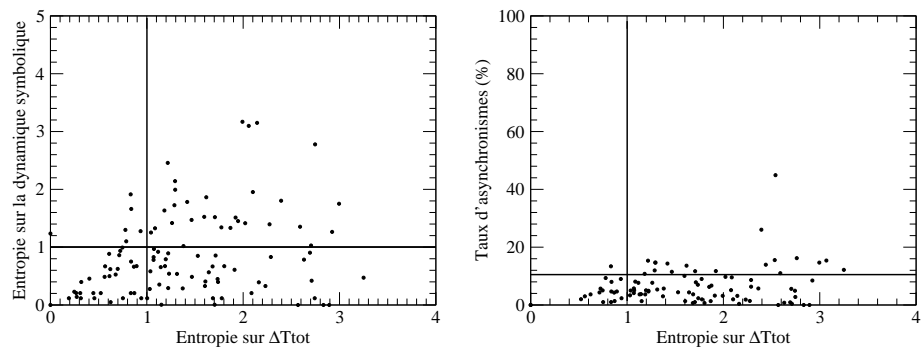 Entropie sur la dynamique symbolique
5
4
3
2
1
0
0 1 2 3 4
Entropie sur ΔTtot
Taux d'asynchronismes (%)
100
80
60
40
20
0
0 1 2 3 4
Entropie sur ΔTtot